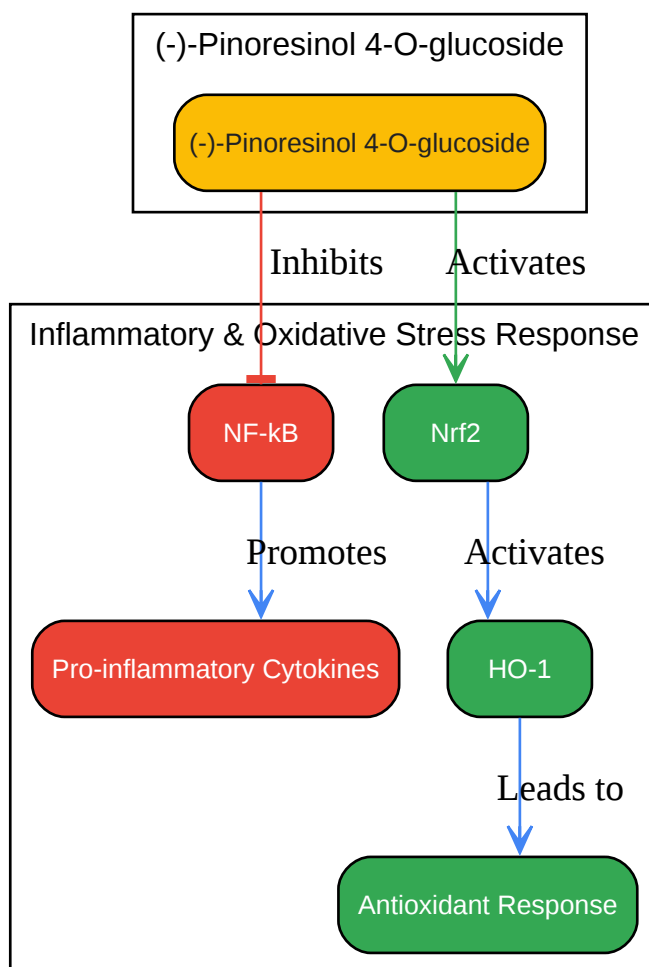 (-)-Pinoresinol 4-O-glucoside
(-)-Pinoresinol 4-O-glucoside
Inhibits
Activates
Inflammatory & Oxidative Stress Response
NF-kB
Nrf2
Promotes
Activates
Pro-inflammatory Cytokines
HO-1
Leads to
Antioxidant Response